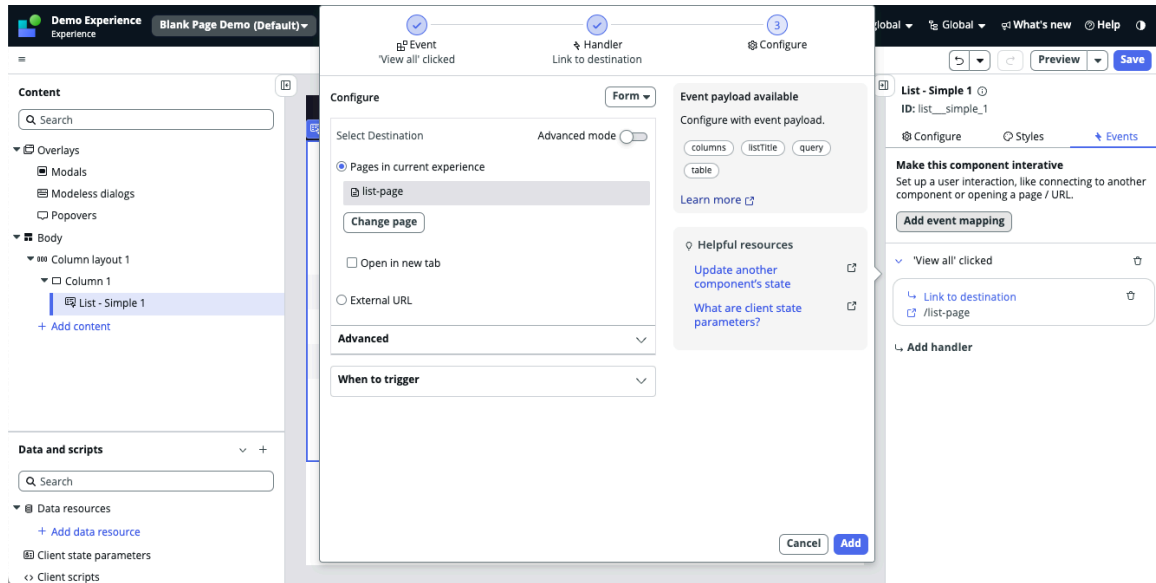 Demo Experience
Experience
Blank Page Demo (Default)
Global
What's new
Help
Preview
Save
Content
Search
Overlays
Modals
Modeless dialogs
Popovers
Body
Column layout 1
Column 1
List - Simple 1
+ Add content
Data and scripts
Search
Data resources
+ Add data resource
Client state parameters
Client scripts
3
Event
'View all' clicked
Handler
Link to destination
Configure
Configure
Form
Select Destination
Advanced mode
Pages in current experience
list-page
Change page
Open in new tab
External URL
Advanced
When to trigger
Event payload available
Configure with event payload.
columns
listTitle
query
table
Learn more
Helpful resources
Update another
component's state
What are client state
parameters?
Cancel
Add
List - Simple 1
ID: list__simple_1
Configure
Styles
Events
Make this component interative
Set up a user interaction, like connecting to another
component or opening a page / URL.
Add event mapping
'View all' clicked
Link to destination
/list-page
Add handler